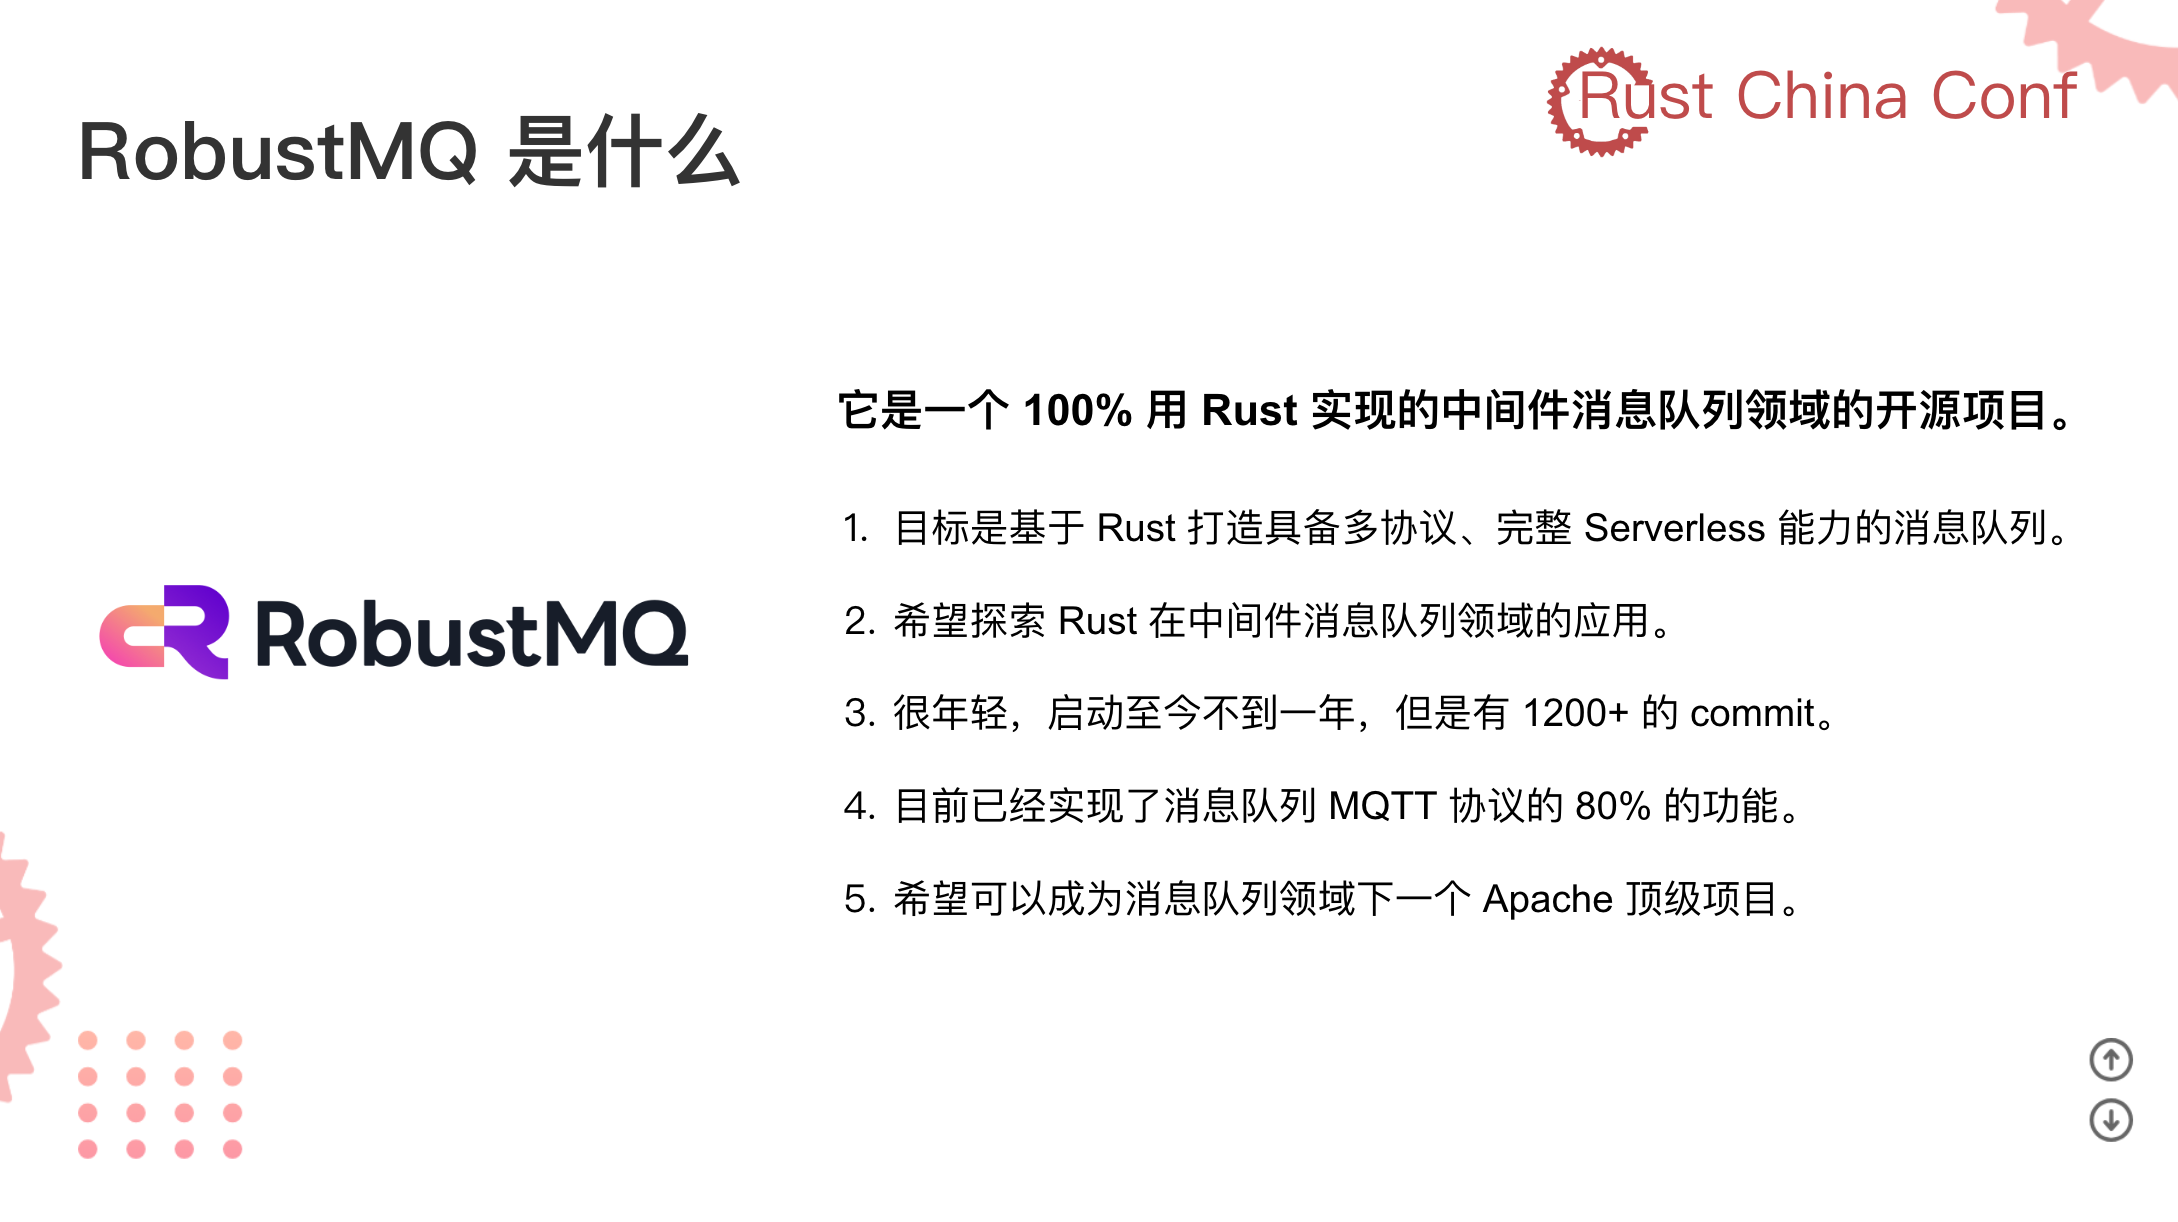 Rust China Conf
RobustMQ 是什么
它是一个 100% 用 Rust 实现的中间件消息队列领域的开源项目。
1. 目标是基于 Rust 打造具备多协议、完整 Serverless 能力的消息队列。
2. 希望探索 Rust 在中间件消息队列领域的应用。
3. 很年轻，启动至今不到一年，但是有 1200+ 的 commit。
4. 目前已经实现了消息队列 MQTT 协议的 80% 的功能。
5. 希望可以成为消息队列领域下一个 Apache 顶级项目。
RobustMQ